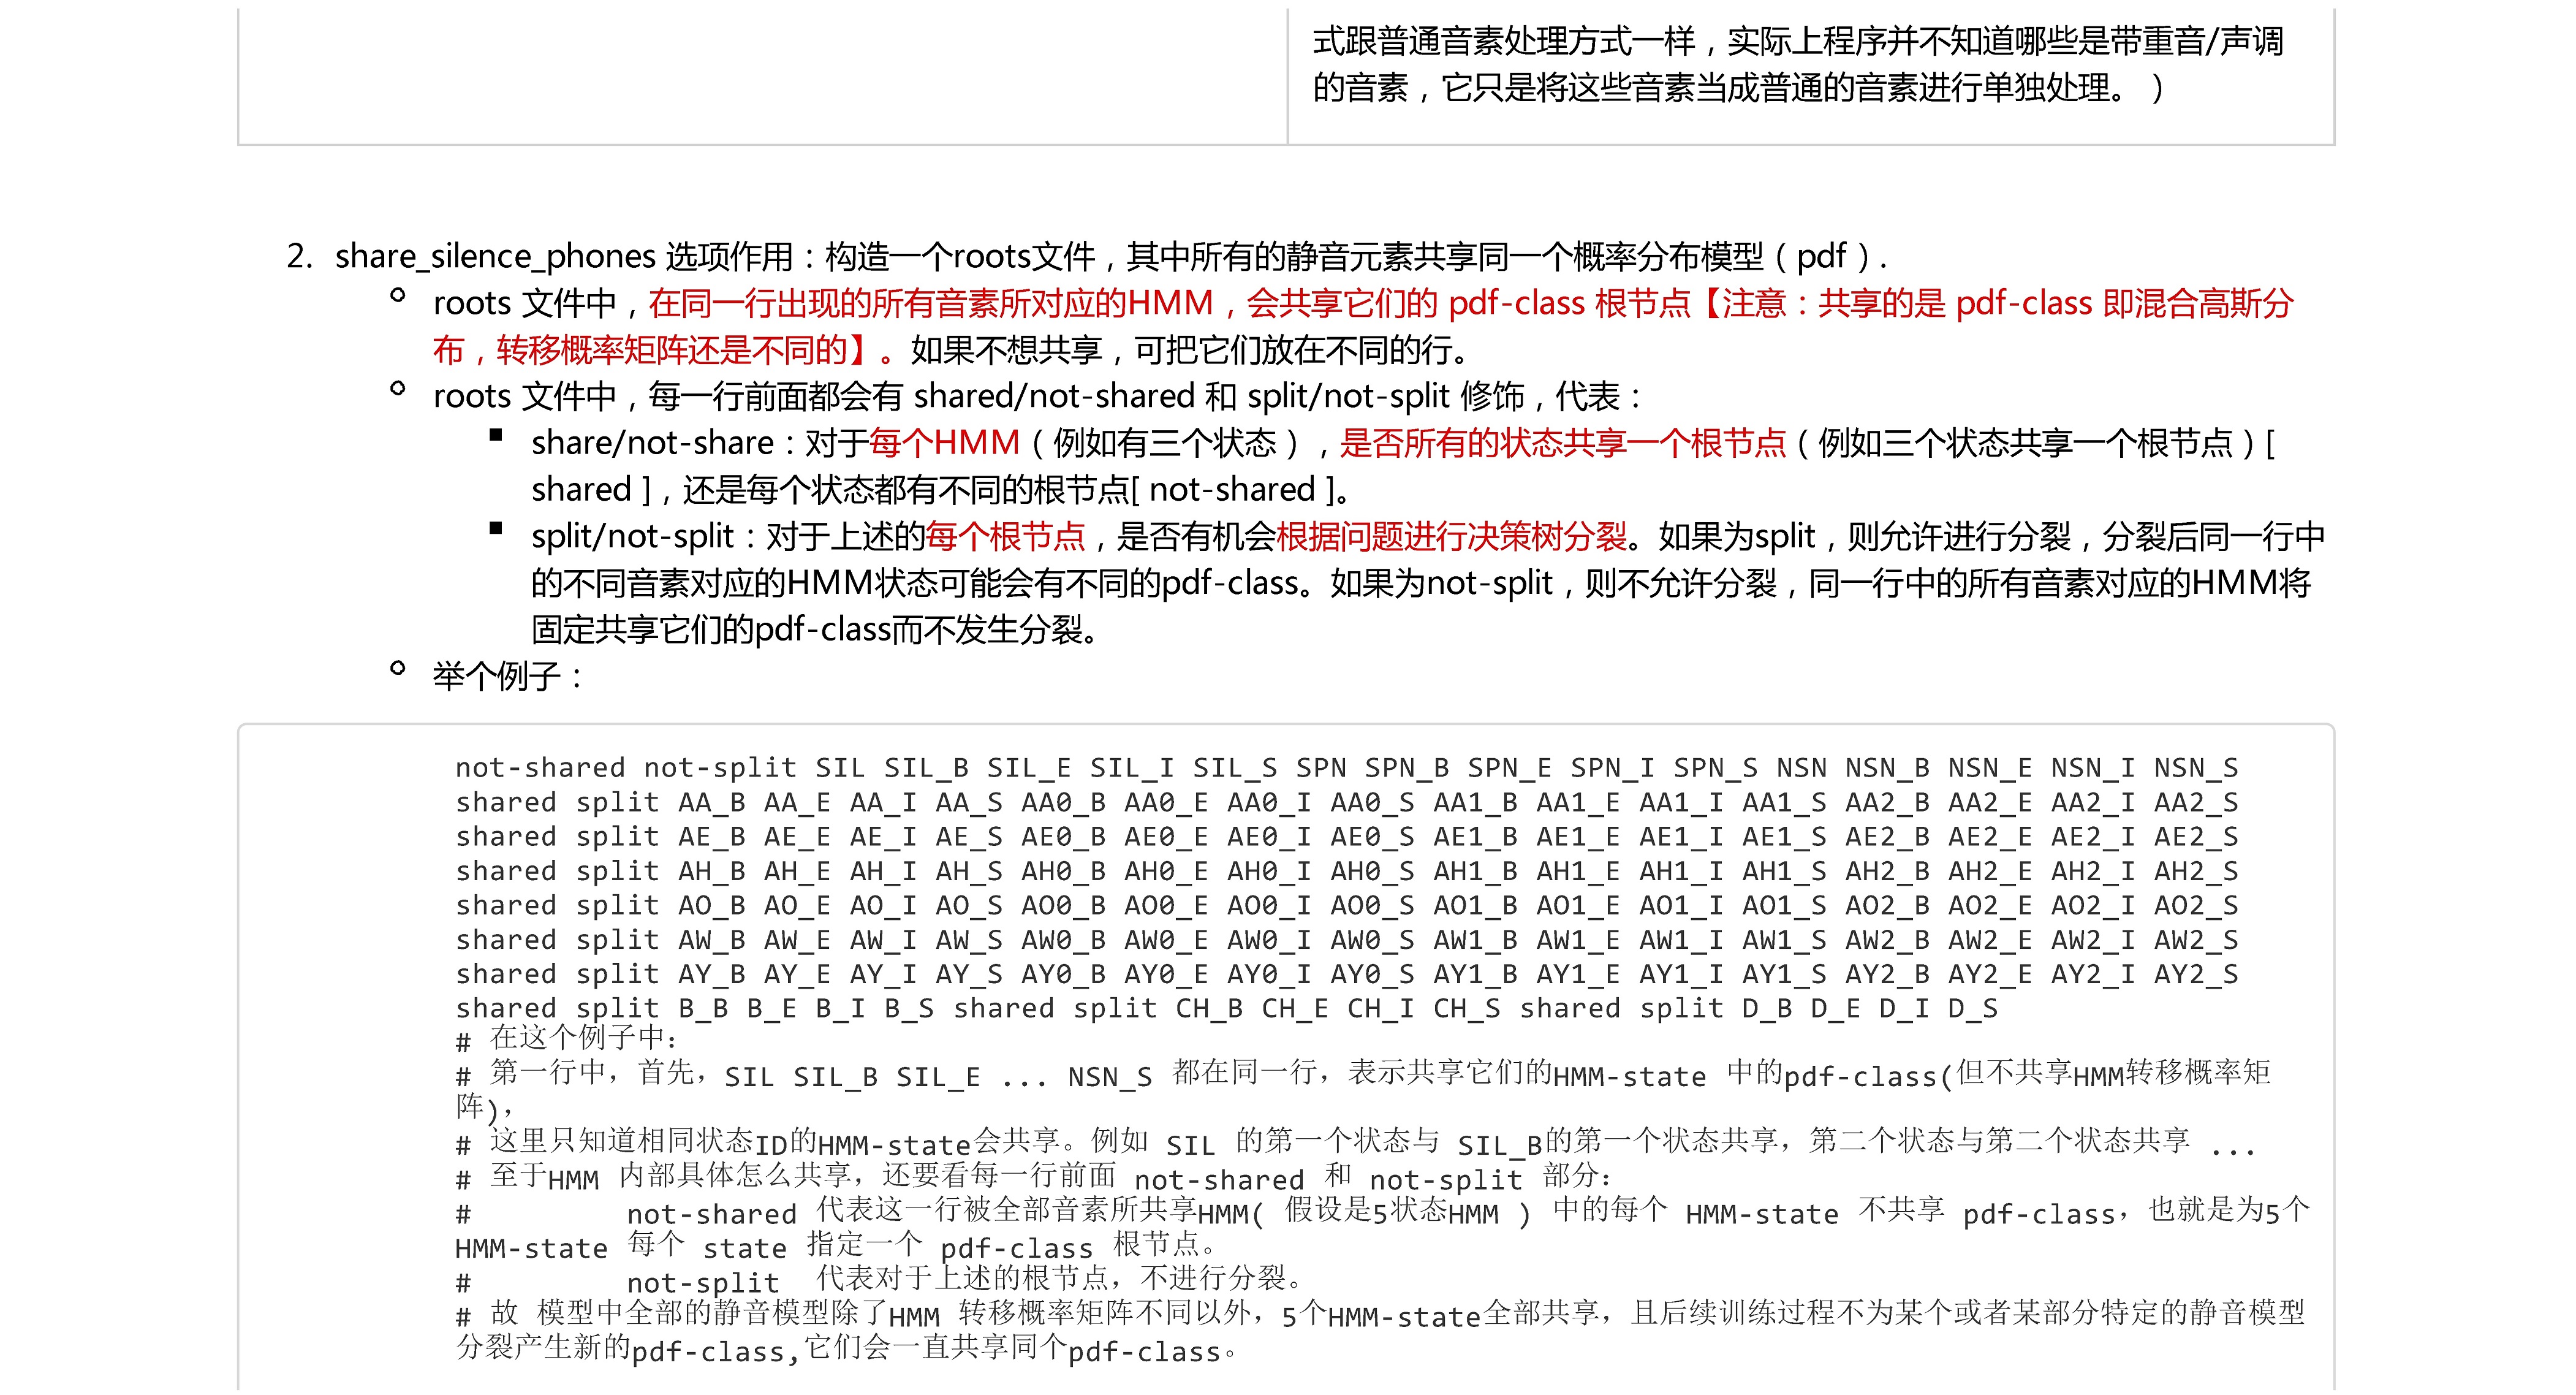 式跟普通音素处理方式一样，实际上程序并不知道哪些是带重音/声调
的音素，它只是将这些音素当成普通的音素进行单独处理。）
2. share_silence_phones 选项作用：构造一个roots文件，其中所有的静音元素共享同一个概率分布模型（pdf）.
roots 文件中，在同一行出现的所有音素所对应的HMM，会共享它们的 pdf-class 根节点【注意：共享的是 pdf-class 即混合高斯分
布，转移概率矩阵还是不同的】。如果不想共享，可把它们放在不同的行。
roots 文件中，每一行前面都会有 shared/not-shared 和 split/not-split 修饰，代表：
share/not-share：对于每个HMM（例如有三个状态），是否所有的状态共享一个根节点（例如三个状态共享一个根节点）[
shared ]，还是每个状态都有不同的根节点[ not-shared ]。
split/not-split：对于上述的每个根节点，是否有机会根据问题进行决策树分裂。如果为split，则允许进行分裂，分裂后同一行中
的不同音素对应的HMM状态可能会有不同的pdf-class。如果为not-split，则不允许分裂，同一行中的所有音素对应的HMM将
固定共享它们的pdf-class而不发生分裂。
举个例子：
not-shared not-split SIL SIL_B SIL_E SIL_I SIL_S SPN SPN_B SPN_E SPN_I SPN_S NSN NSN_B NSN_E NSN_I NSN_S
shared split AA_B AA_E AA_I AA_S AA0_B AA0_E AA0_I AA0_S AA1_B AA1_E AA1_I AA1_S AA2_B AA2_E AA2_I AA2_S
shared split AE_B AE_E AE_I AE_S AE0_B AE0_E AE0_I AE0_S AE1_B AE1_E AE1_I AE1_S AE2_B AE2_E AE2_I AE2_S
shared split AH_B AH_E AH_I AH_S AH0_B AH0_E AH0_I AH0_S AH1_B AH1_E AH1_I AH1_S AH2_B AH2_E AH2_I AH2_S
shared split AO_B AO_E AO_I AO_S AO0_B AO0_E AO0_I AO0_S AO1_B AO1_E AO1_I AO1_S AO2_B AO2_E AO2_I AO2_S
shared split AW_B AW_E AW_I AW_S AW0_B AW0_E AW0_I AW0_S AW1_B AW1_E AW1_I AW1_S AW2_B AW2_E AW2_I AW2_S
shared split AY_B AY_E AY_I AY_S AY0_B AY0_E AY0_I AY0_S AY1_B AY1_E AY1_I AY1_S AY2_B AY2_E AY2_I AY2_S
shared split B_B B_E B_I B_S shared split CH_B CH_E CH_I CH_S shared split D_B D_E D_I D_S
# 在这个例子中：
# 第一行中，首先，SIL SIL_B SIL_E ... NSN_S 都在同一行，表示共享它们的HMM-state 中的pdf-class(但不共享HMM转移概率矩
阵)，
# 这里只知道相同状态ID的HMM-state会共享。例如 SIL 的第一个状态与 SIL_B的第一个状态共享，第二个状态与第二个状态共享 ...
# 至于HMM 内部具体怎么共享，还要看每一行前面 not-shared 和 not-split 部分：
# not-shared 代表这一行被全部音素所共享HMM( 假设是5状态HMM ) 中的每个 HMM-state 不共享 pdf-class，也就是为5个
HMM-state 每个 state 指定一个 pdf-class 根节点。
# not-split 代表对于上述的根节点，不进行分裂。
# 故 模型中全部的静音模型除了HMM 转移概率矩阵不同以外，5个HMM-state全部共享，且后续训练过程不为某个或者某部分特定的静音模型
分裂产生新的pdf-class,它们会一直共享同个pdf-class。